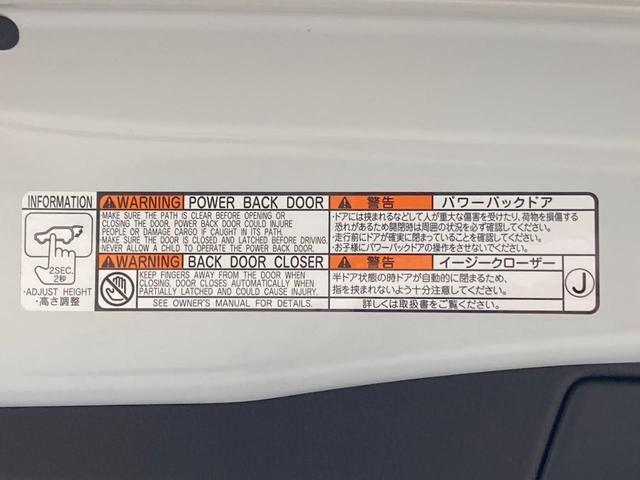 INFORMATION
2SEC.
2秒
·ADJUST HEIGHT
·高さ調整
WARNING POWER BACK DOOR
·MAKE SURE THE PATH IS CLEAR BEFORE OPENING OR
CLOSING THE DOOR. POWER BACK DOOR COULD INJURE
PEOPLE OR DAMAGE CARGO IF CAUGHT IN ITS PATH.
·MAKE SURE THE DOOR IS CLOSED AND LATCHED BEFORE DRIVING.
·NEVER ALLOW A CHILD TO OPERATE THE POWER BACK DOOR.
WARNING BACK DOOR CLOSER
KEEP FINGERS AWAY FROM THE DOOR WHEN
CLOSING. DOOR CLOSES AUTOMATICALLY WHEN
PARTIALLY LATCHED AND COULD CAUSE INJURY.
SEE OWNER'S MANUAL FOR DETAILS.
警告 パワーバックドア
·ドアには挟まれるなどして人が重大な傷害を受けたり、荷物を損傷する
恐れがあるため開閉時は周囲の状況を必ず確認してください。
·走行前にドアが確実に閉まっていることを確認してください。
·お子様にパワーバックドアの操作をさせないでください。
警告 イージークローザー
半ドア状態の時ドアが自動的に閉まるため、
指を挟まれないよう十分注意してください。
詳しくは取扱書をご覧ください。
J